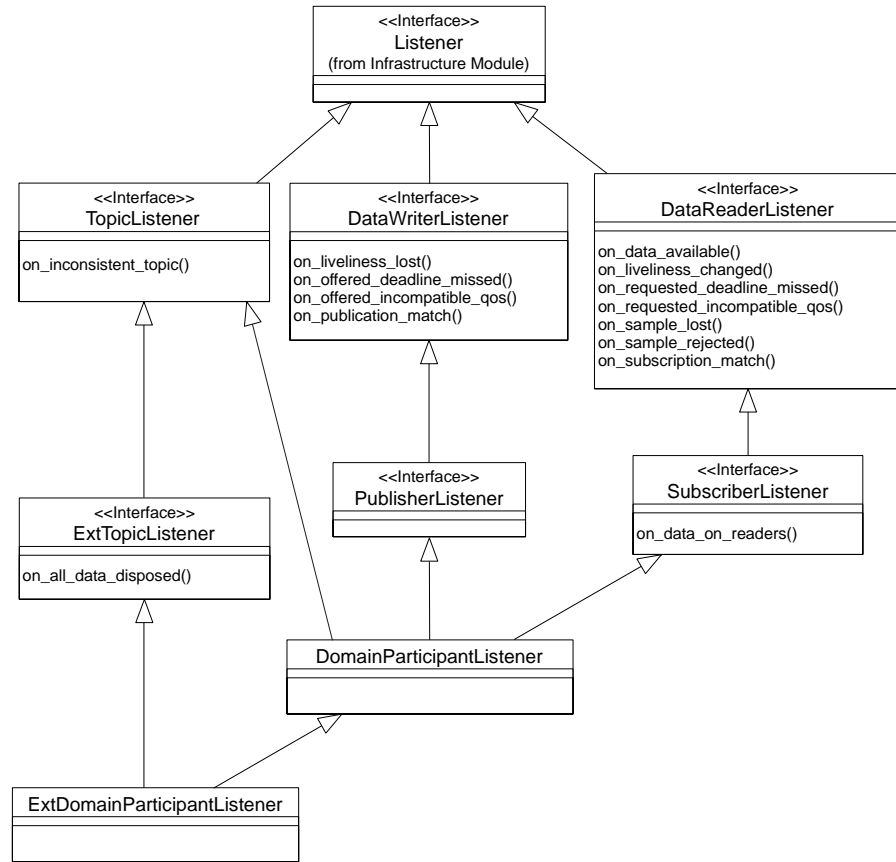 <<Interface>>
Listener
(from Infrastructure Module)
<<Interface>>
TopicListener
on_inconsistent_topic()
<<Interface>>
DataWriterListener
on_liveliness_lost()
on_offered_deadline_missed()
on_offered_incompatible_qos()
on_publication_match()
<<Interface>>
DataReaderListener
on_data_available()
on_liveliness_changed()
on_requested_deadline_missed()
on_requested_incompatible_qos()
on_sample_lost()
on_sample_rejected()
on_subscription_match()
<<Interface>>
ExtTopicListener
on_all_data_disposed()
<<Interface>>
PublisherListener
<<Interface>>
SubscriberListener
on_data_on_readers()
DomainParticipantListener
ExtDomainParticipantListener